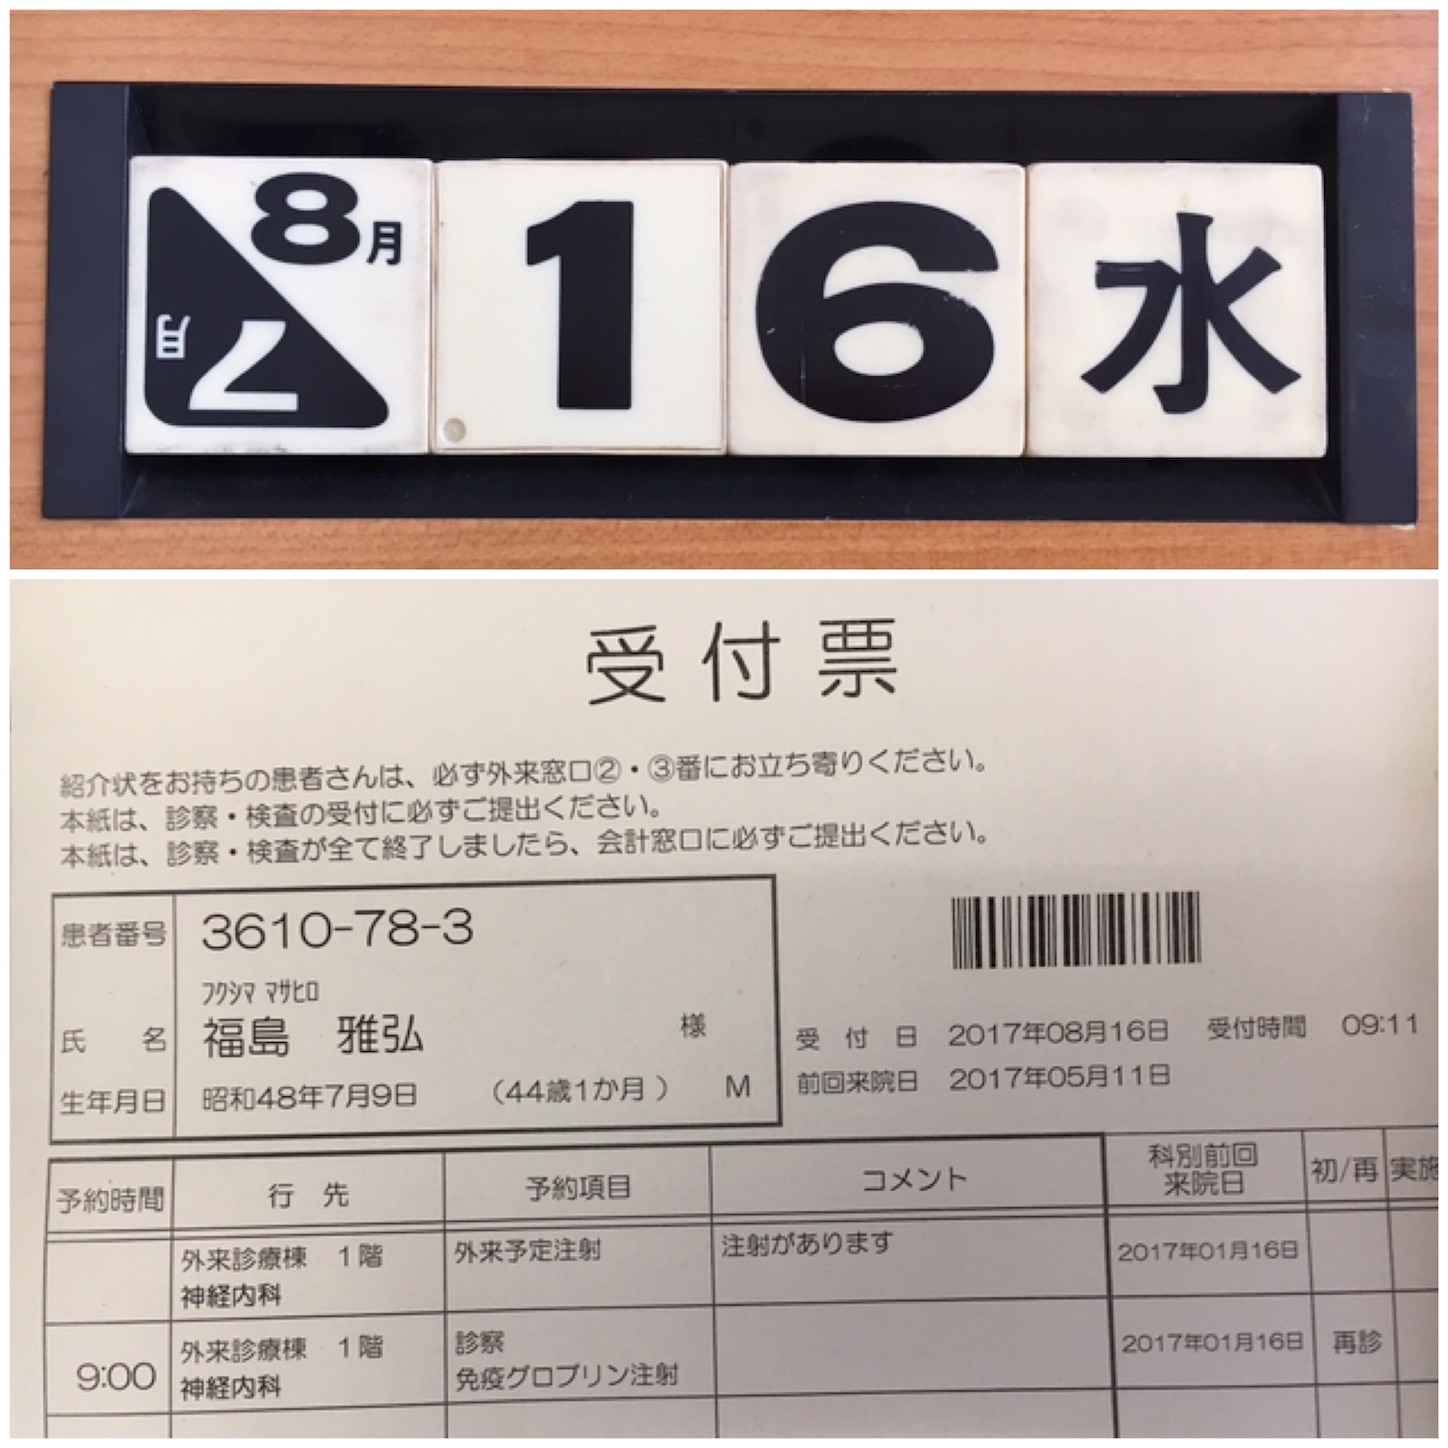 8月
7月
1 6 水
受付票
紹介状をお持ちの患者さんは、必ず外来窓口②・③番にお立ち寄りください。
本紙は、診察・検査の受付に必ずご提出ください。
本紙は、診察・検査が全て終了しましたら、会計窓口に必ずご提出ください。
患者番号 3610-78-3
フクシマ マサヒロ
氏 名 福島 雅弘 様
生年月日 昭和48年7月9日 (44歳1か月) M
受 付 日 2017年08月16日 受付時間 09:11
前回来院日 2017年05月11日
予約時間 行 先 予約項目 コメント 科別前回来院日 初/再 実施
外来診療棟 1階 外来予定注射 注射があります 2017年01月16日
神経内科
9:00 外来診療棟 1階 診察 2017年01月16日 再診
神経内科 免疫グロブリン注射